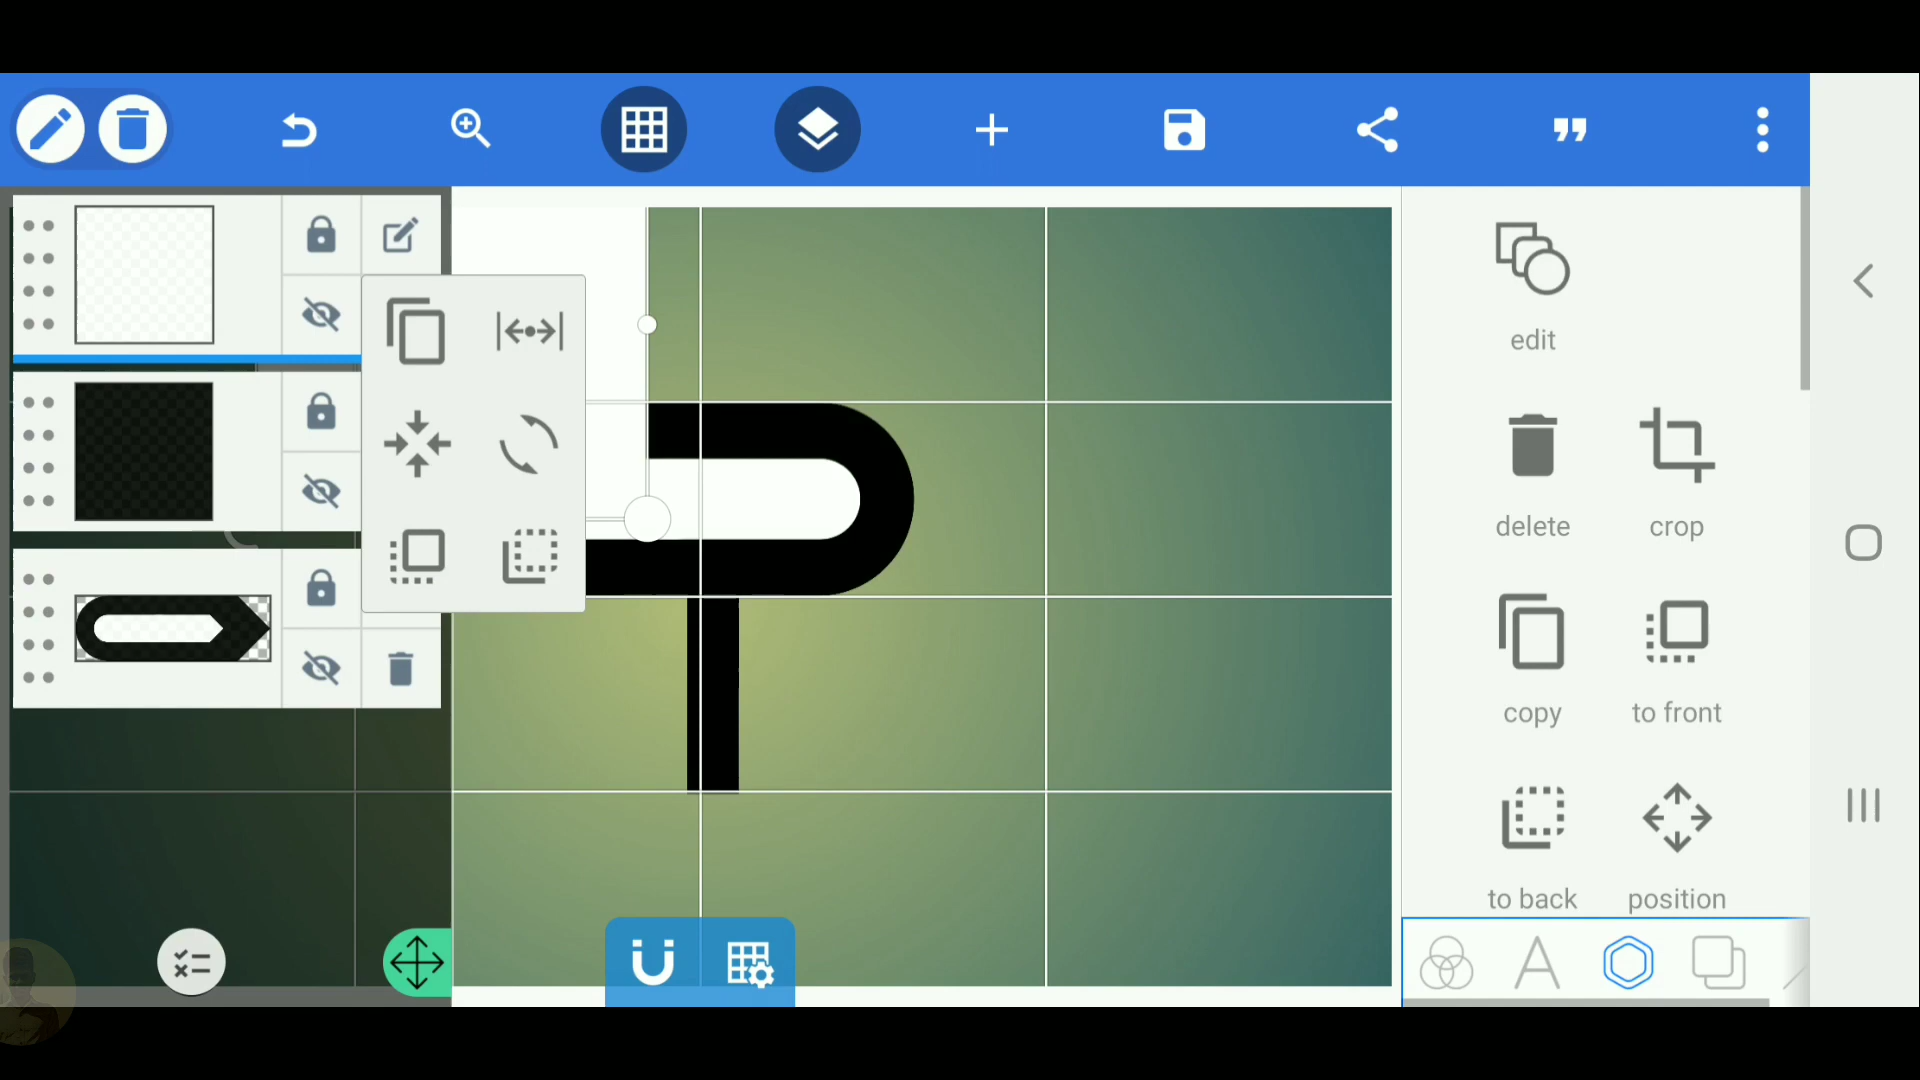 edit
delete
crop
copy
to front
to back
position